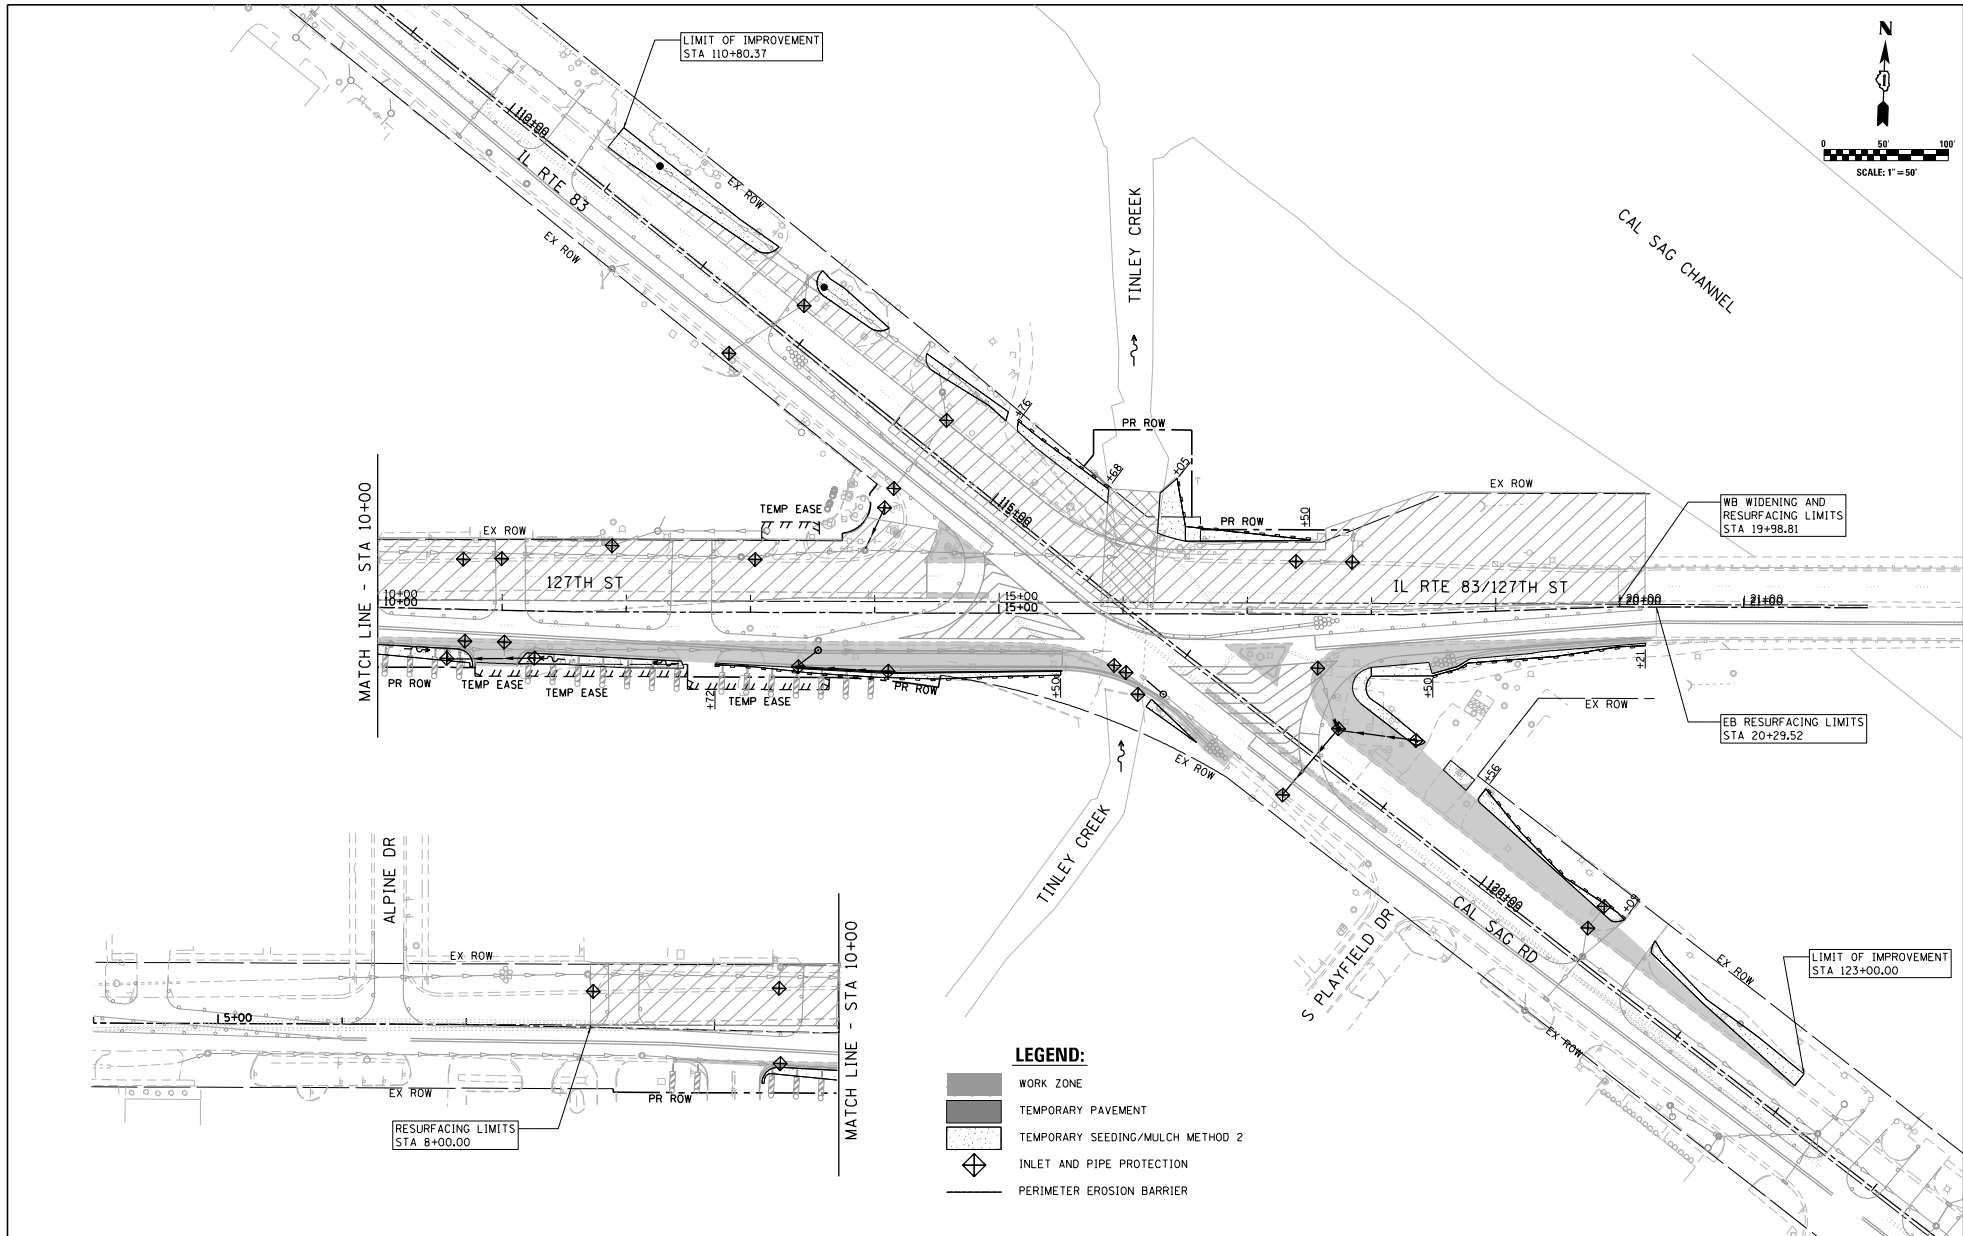 LIMIT OF IMPROVEMENT
STA 110+80.37
N
0 50' 100'
SCALE: 1" = 50'
110+00
IL RTE 83
EX ROW
EX ROW
TINLEY CREEK
CAL SAG CHANNEL
+76
PR ROW
+68
+05
MATCH LINE - STA 10+00
EX ROW
TEMP EASE
115+00
PR ROW
+50
EX ROW
WB WIDENING AND
RESURFACING LIMITS
STA 19+98.81
127TH ST
IL RTE 83/127TH ST
10+00
10+00
15+00
15+00
20+00
20+00
21+00
21+00
PR ROW
TEMP EASE
TEMP EASE
+72
TEMP EASE
PR ROW
+50
+50
+21
EX ROW
EB RESURFACING LIMITS
STA 20+29.52
EX ROW
+56
TINLEY CREEK
ALPINE DR
120+00
CAL SAG RD
+09
S PLAYFIELD DR
EX ROW
LIMIT OF IMPROVEMENT
STA 123+00.00
EX ROW
EX ROW
5+00
MATCH LINE - STA 10+00
EX ROW
PR ROW
RESURFACING LIMITS
STA 8+00.00
LEGEND:
WORK ZONE
TEMPORARY PAVEMENT
TEMPORARY SEEDING/MULCH METHOD 2
INLET AND PIPE PROTECTION
PERIMETER EROSION BARRIER